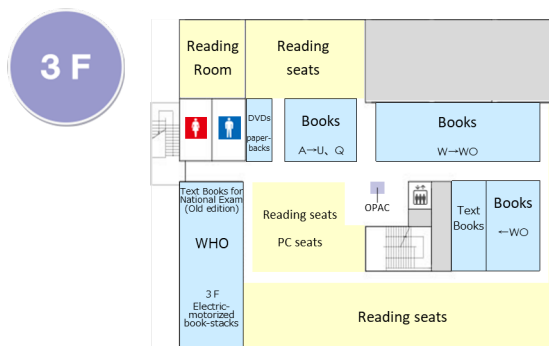 3 F
Reading
Room
Reading
seats
DVDs
paper-
backs
Books
A→U、Q
Books
W→WO
Text Books for
National Exam
(Old edition)
WHO
3 F
Electric-
motorized
book-stacks
Reading seats
PC seats
OPAC
Text
Books
Books
←WO
Reading seats